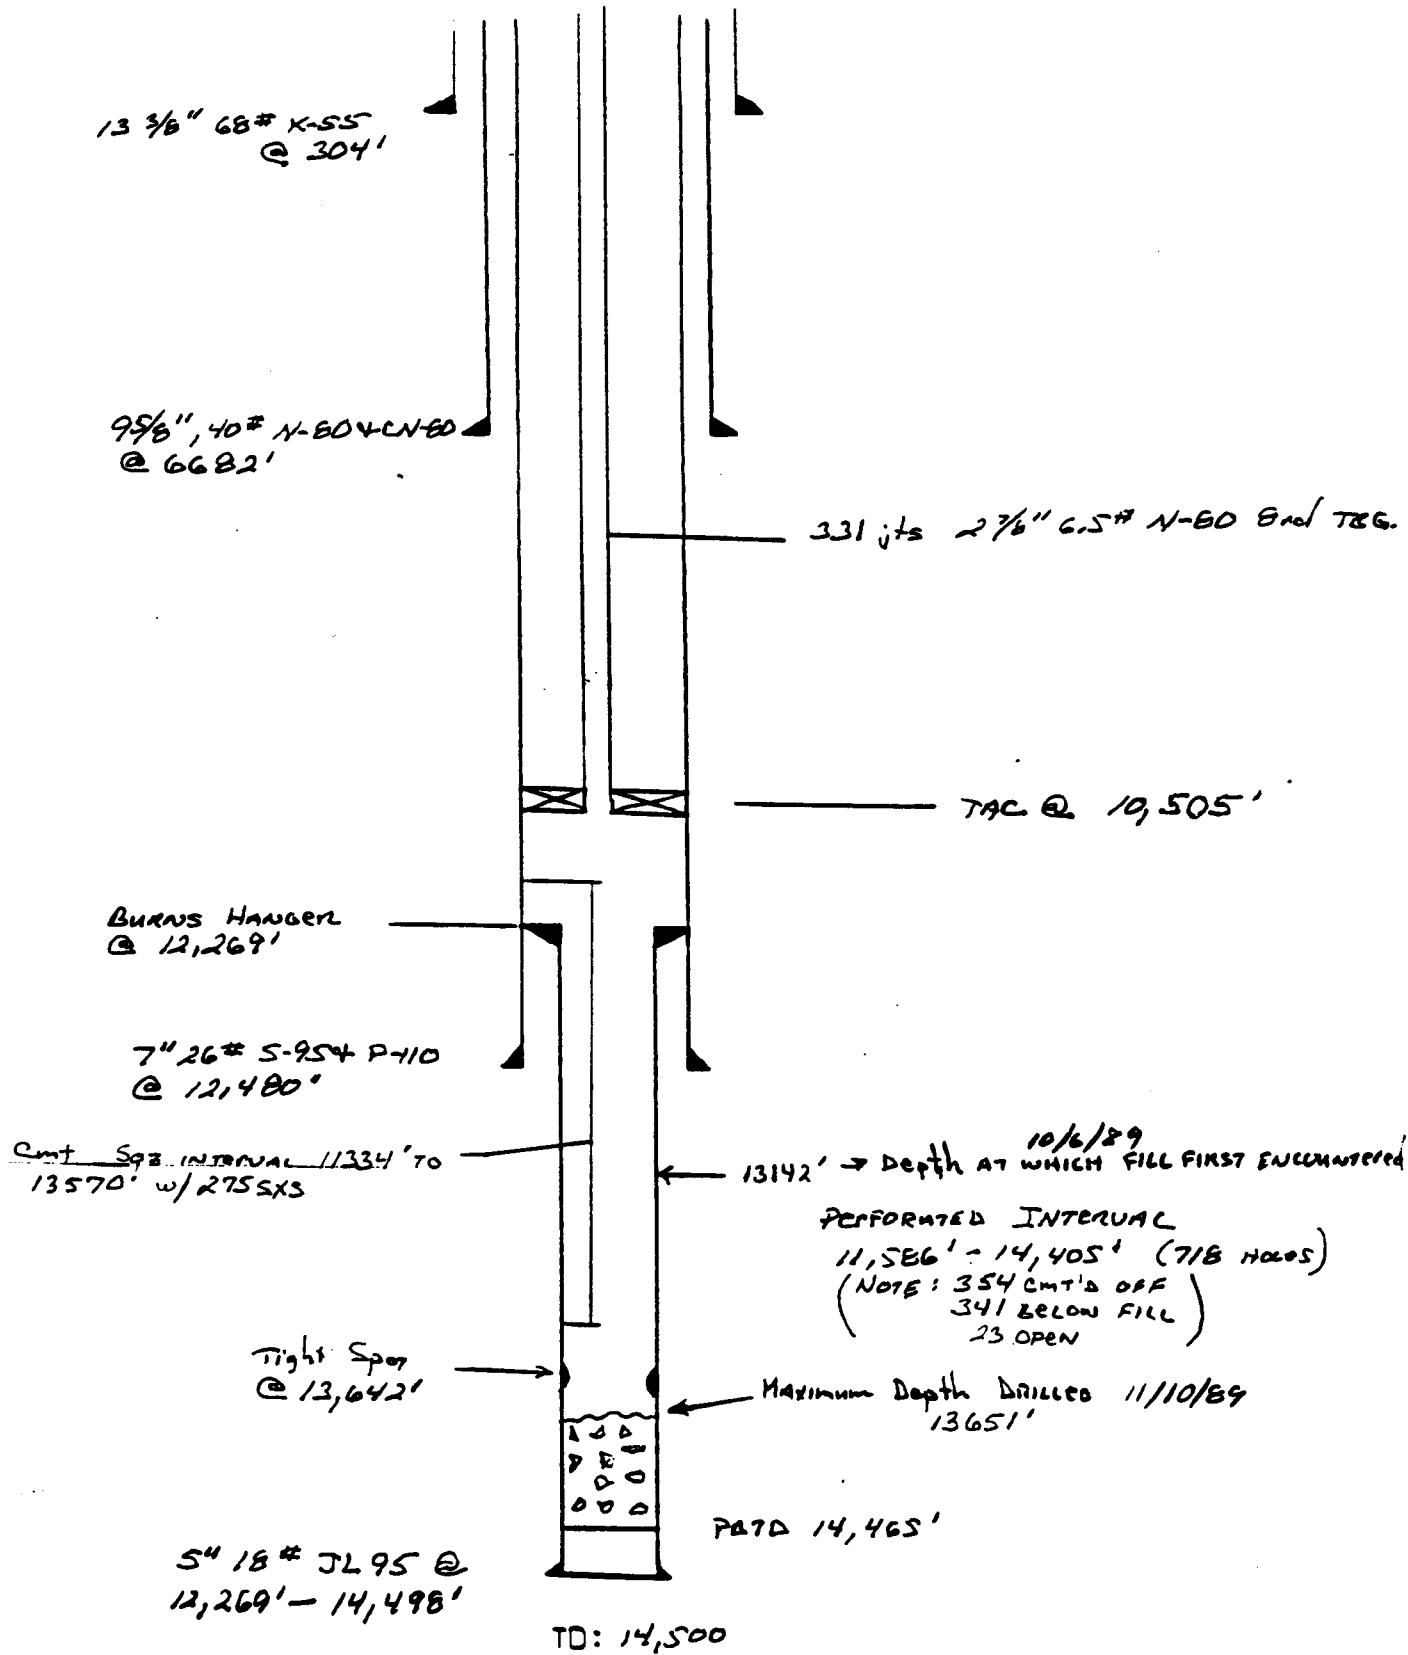 13 3/8" 68# K-55
@ 304'
9 5/8", 40# N-80 & CN-80
@ 6682'
331 jts 2 7/8" 6.5# N-80 8rd TBG.
TAC @ 10,505'
BURNS HANGER
@ 12,269'
7" 26# S-95 & P-110
@ 12,480'
Cmt Sqz INTERVAL 11334' TO
13570' w/ 275 SXS
10/6/89
13142' → Depth AT WHICH FILL FIRST ENCOUNTERED
PERFORATED INTERVAL
11,586' - 14,405' (718 HOLES)
(NOTE: 354 CMT'D OFF
341 BELOW FILL
23 OPEN)
Tight Spot
@ 13,642'
MAXIMUM Depth DRILLED 11/10/89
13651'
PBTD 14,465'
5" 18# JL 95 @
12,269' - 14,498'
TD: 14,500